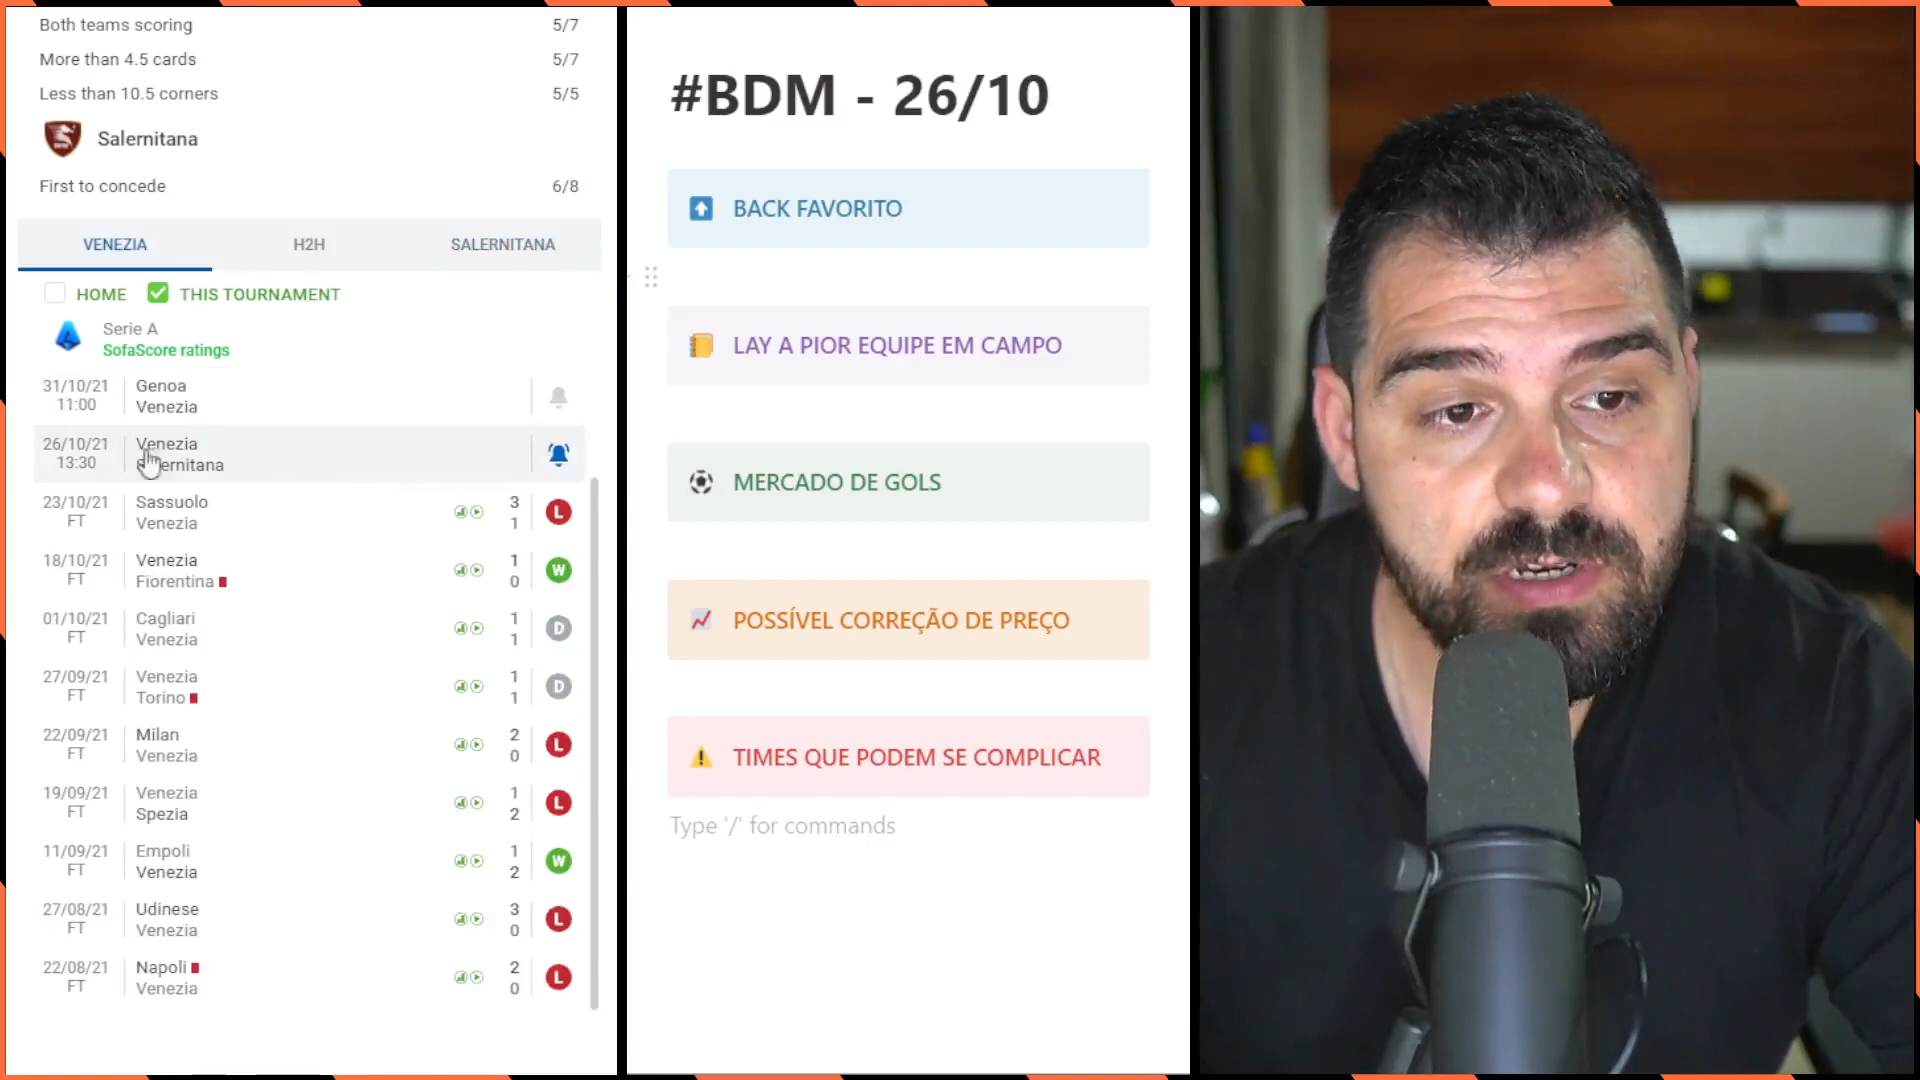 Both teams scoring 5/7
More than 4.5 cards 5/7
Less than 10.5 corners 5/5
Salernitana
First to concede 6/8
VENEZIA H2H SALERNITANA
HOME THIS TOURNAMENT
Serie A
SofaScore ratings
31/10/21 Genoa
11:00 Venezia
26/10/21 Venezia
13:30 Salernitana
23/10/21 Sassuolo 3
FT Venezia 1 L
18/10/21 Venezia 1
FT Fiorentina 0 W
01/10/21 Cagliari 1
FT Venezia 1 D
27/09/21 Venezia 1
FT Torino 1 D
22/09/21 Milan 2
FT Venezia 0 L
19/09/21 Venezia 1
FT Spezia 2 L
11/09/21 Empoli 1
FT Venezia 2 W
27/08/21 Udinese 3
FT Venezia 0 L
22/08/21 Napoli 2
FT Venezia 0 L
#BDM - 26/10
BACK FAVORITO
LAY A PIOR EQUIPE EM CAMPO
MERCADO DE GOLS
POSSÍVEL CORREÇÃO DE PREÇO
TIMES QUE PODEM SE COMPLICAR
Type '/' for commands